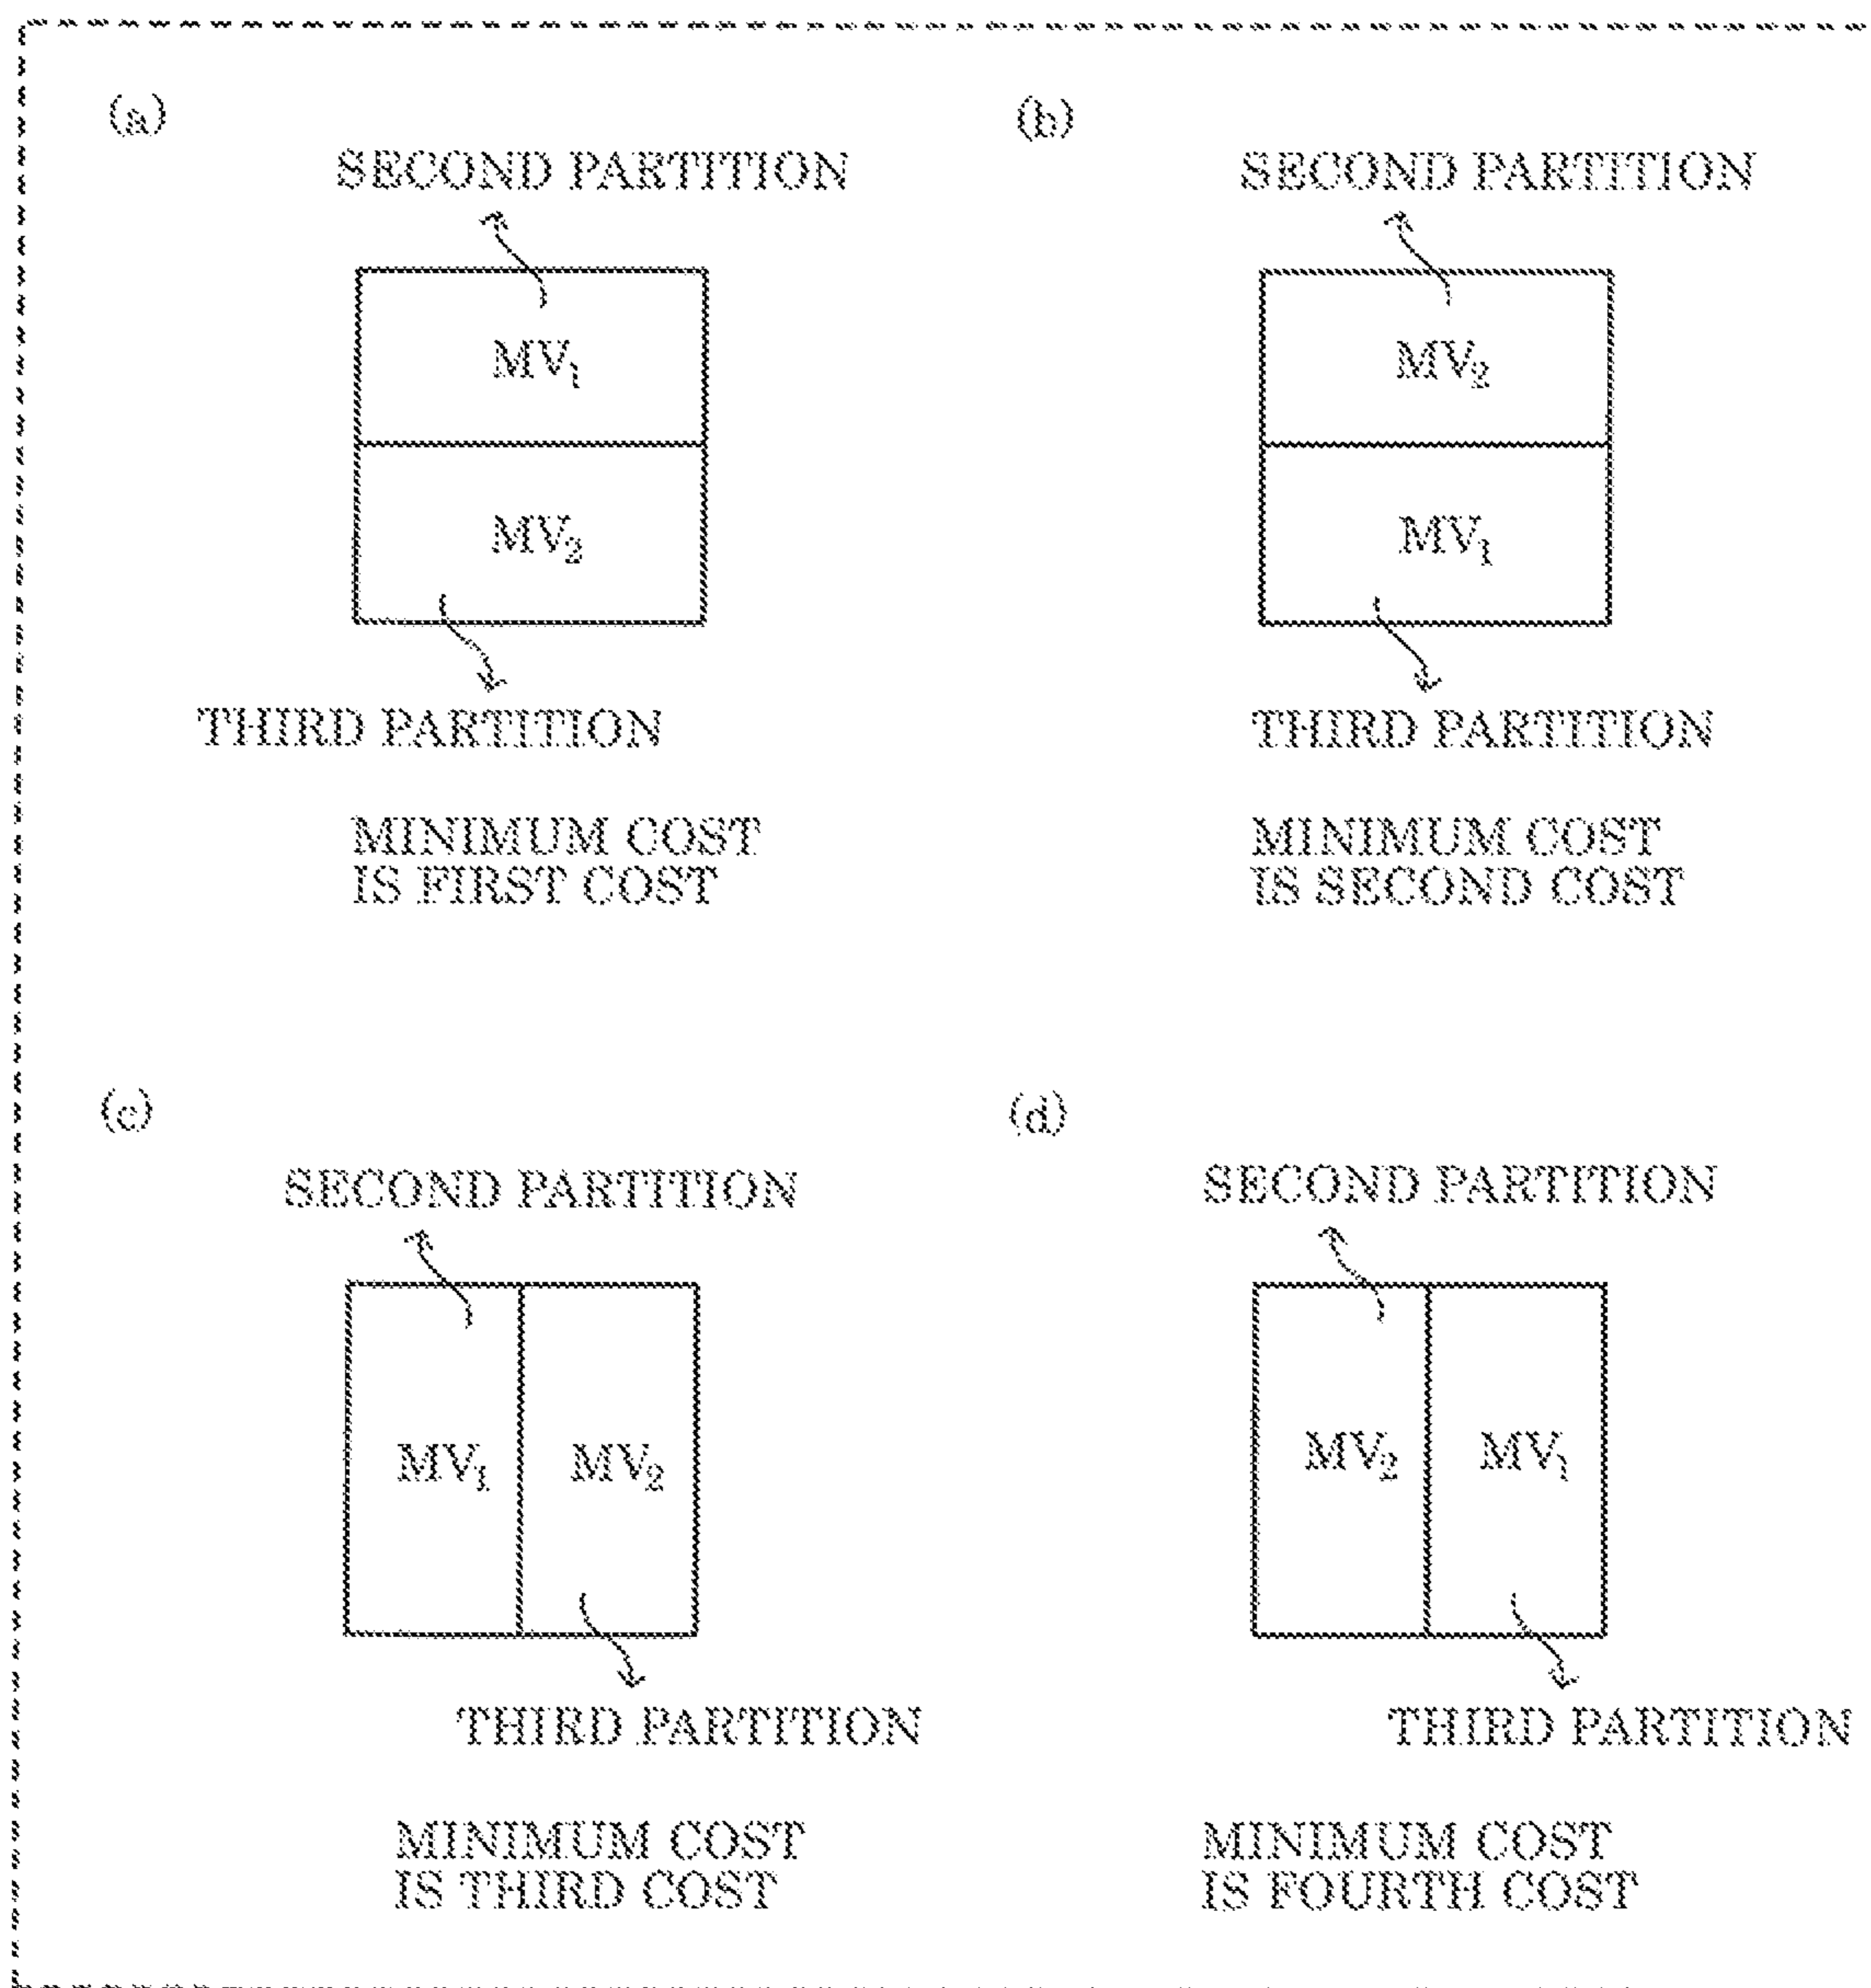 (a)
SECOND PARTITION
MV₁
MV₂
THIRD PARTITION
MINIMUM COST
IS FIRST COST
(b)
SECOND PARTITION
MV₂
MV₁
THIRD PARTITION
MINIMUM COST
IS SECOND COST
(c)
SECOND PARTITION
MV₁ MV₂
THIRD PARTITION
MINIMUM COST
IS THIRD COST
(d)
SECOND PARTITION
MV₂ MV₁
THIRD PARTITION
MINIMUM COST
IS FOURTH COST